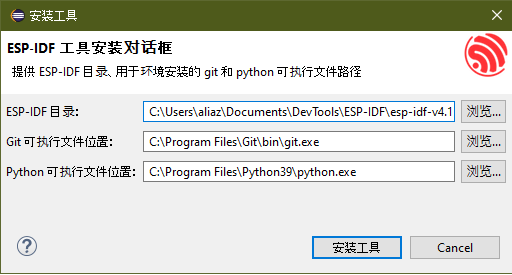 安装工具
ESP-IDF 工具安装对话框
提供 ESP-IDF 目录、用于环境安装的 git 和 python 可执行文件路径
ESP-IDF 目录: C:\Users\aliaz\Documents\DevTools\ESP-IDF\esp-idf-v4.1 浏览...
Git 可执行文件位置: C:\Program Files\Git\bin\git.exe 浏览...
Python 可执行文件位置: C:\Program Files\Python39\python.exe 浏览...
? 安装工具 Cancel